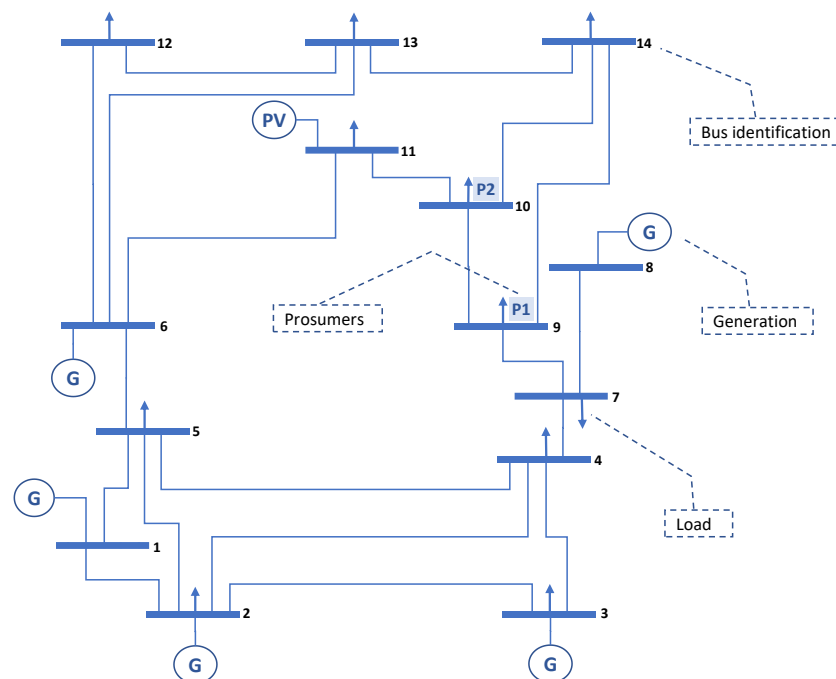 12
13
14
PV
11
Bus identification
P2
10
G
8
Prosumers
P1
9
Generation
6
G
7
5
4
G
Load
1
2
3
G
G